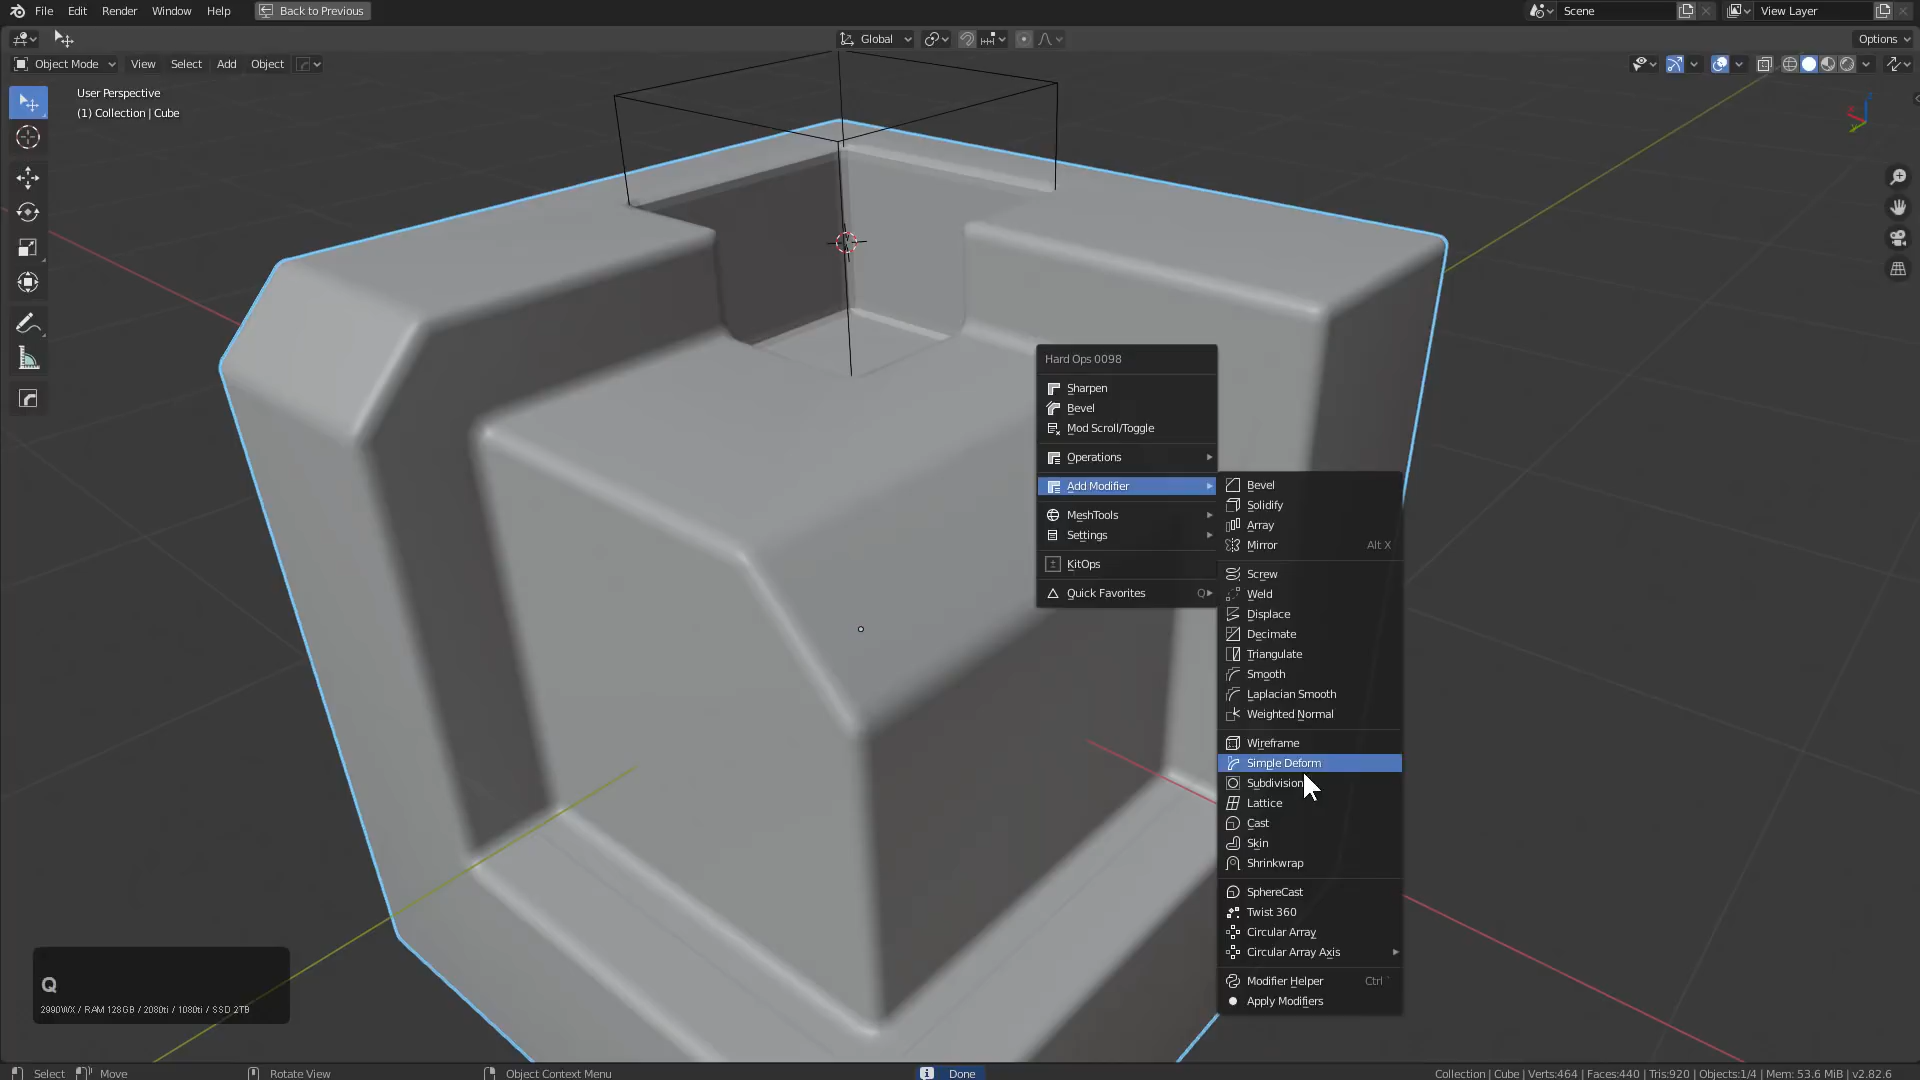 File Edit Render Window Help Back to Previous Scene View Layer
Global Options
Object Mode View Select Add Object
User Perspective
(1) Collection | Cube
Hard Ops 0098
Sharpen
Bevel
Mod Scroll/Toggle
Operations
Add Modifier
MeshTools
Settings
KitOps
Quick Favorites Q
Bevel
Solidify
Array
Mirror Alt X
Screw
Weld
Displace
Decimate
Triangulate
Smooth
Laplacian Smooth
Weighted Normal
Wireframe
Simple Deform
Subdivision
Lattice
Cast
Skin
Shrinkwrap
SphereCast
Twist 360
Circular Array
Circular Array Axis
Modifier Helper Ctrl `
Apply Modifiers
Q
2990WX / RAM 128GB / 2080ti / 1080ti / SSD 2TB
Select Move Rotate View Object Context Menu Done Collection | Cube | Verts:464 | Faces:440 | Tris:920 | Objects:1/4 | Mem: 53.6 MiB | v2.82.6